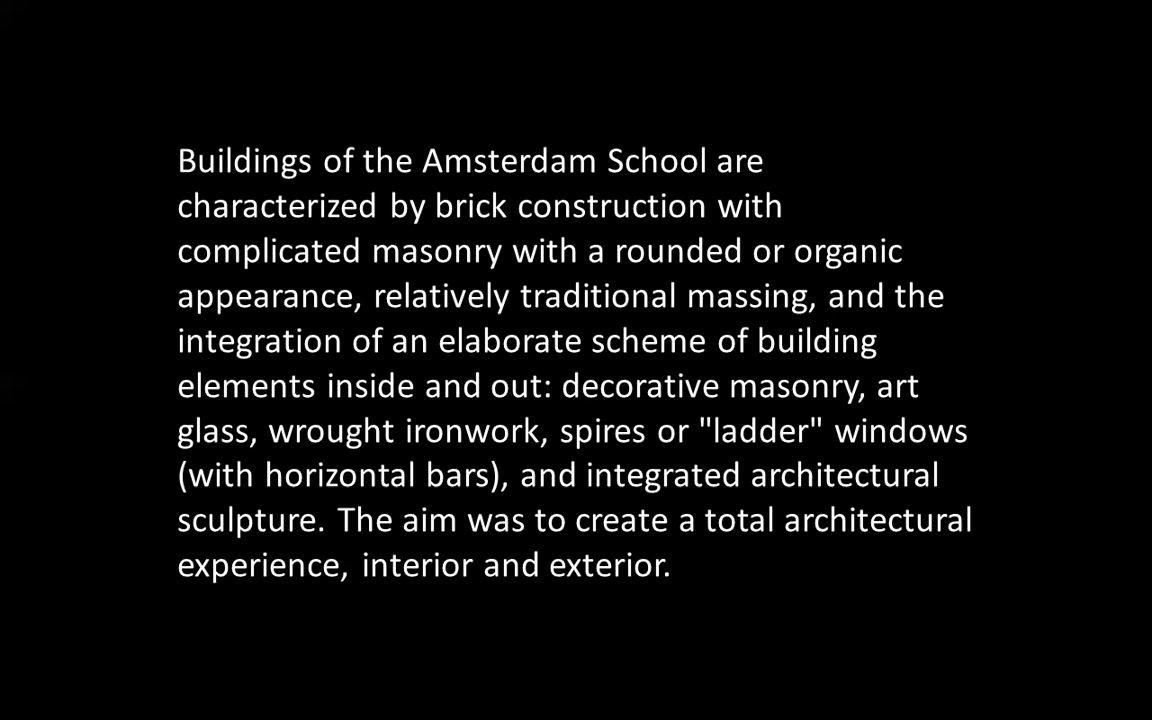 Buildings of the Amsterdam School are
characterized by brick construction with
complicated masonry with a rounded or organic
appearance, relatively traditional massing, and the
integration of an elaborate scheme of building
elements inside and out: decorative masonry, art
glass, wrought ironwork, spires or "ladder" windows
(with horizontal bars), and integrated architectural
sculpture. The aim was to create a total architectural
experience, interior and exterior.